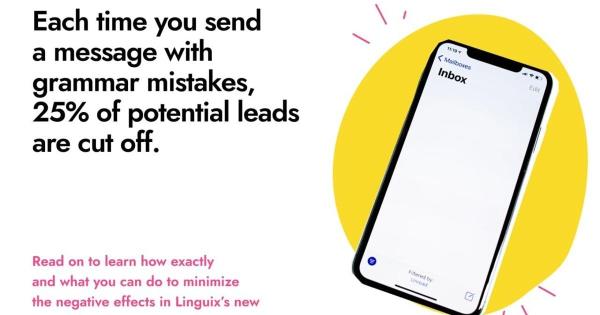 Each time you send
a message with
grammar mistakes,
25% of potential leads
are cut off.
Read on to learn how exactly
and what you can do to minimize
the negative effects in Linguix's new
11:13
Mailboxes
Edit
Inbox
Filtered by:
Unread